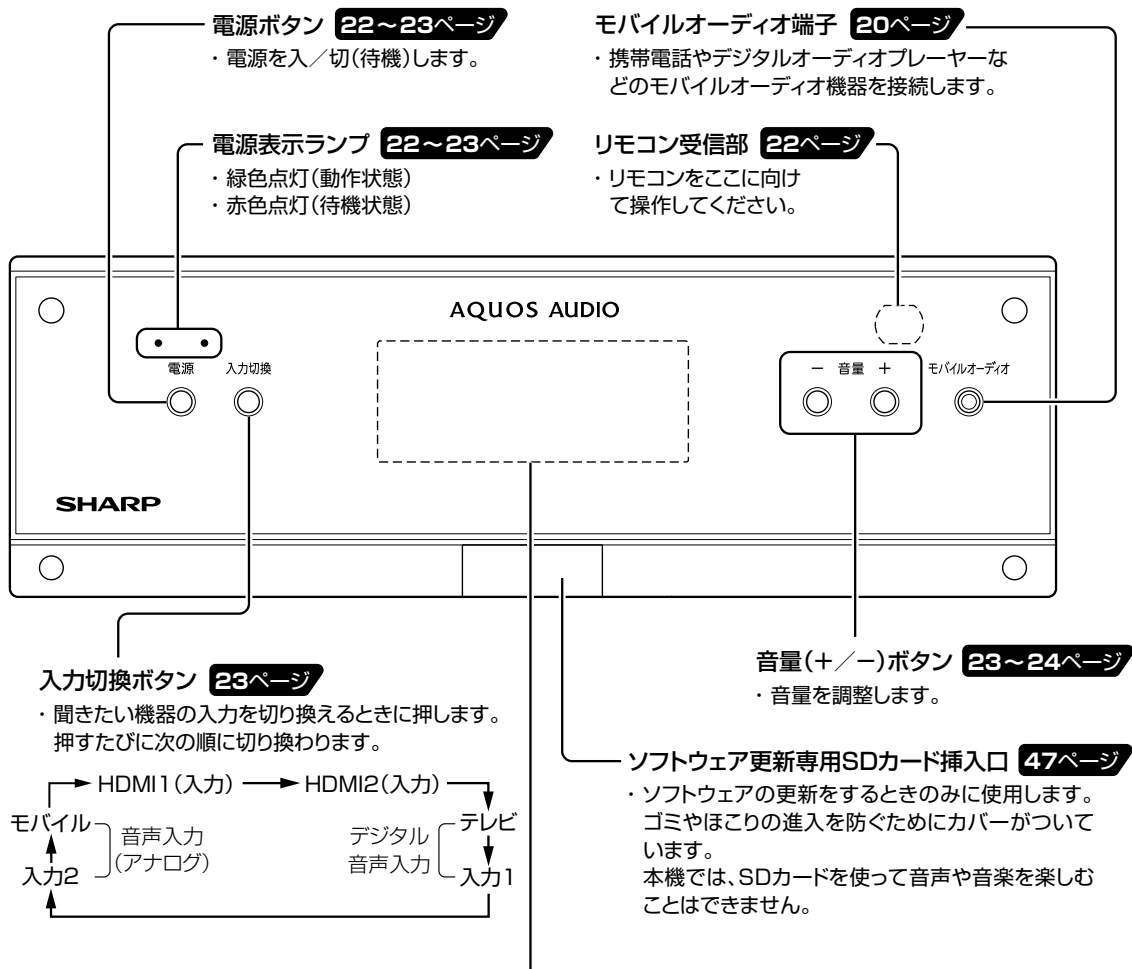 電源ボタン 22～23ページ
・電源を入／切（待機）します。
モバイルオーディオ端子 20ページ
・携帯電話やデジタルオーディオプレーヤーな
どのモバイルオーディオ機器を接続します。
電源表示ランプ 22～23ページ
・緑色点灯（動作状態）
・赤色点灯（待機状態）
リモコン受信部 22ページ
・リモコンをここに向け
て操作してください。
AQUOS AUDIO
電源 入力切換
－ 音量 ＋ モバイルオーディオ
SHARP
入力切換ボタン 23ページ
・聞きたい機器の入力を切り換えるときに押します。
押すたびに次の順に切り換わります。
HDMI1（入力） HDMI2（入力）
モバイル 音声入力 デジタル テレビ
入力2 （アナログ） 音声入力 入力1
音量（＋／－）ボタン 23～24ページ
・音量を調整します。
ソフトウェア更新専用SDカード挿入口 47ページ
・ソフトウェアの更新をするときのみに使用します。
ゴミやほこりの進入を防ぐためにカバーがついて
います。
本機では、SDカードを使って音声や音楽を楽しむ
ことはできません。